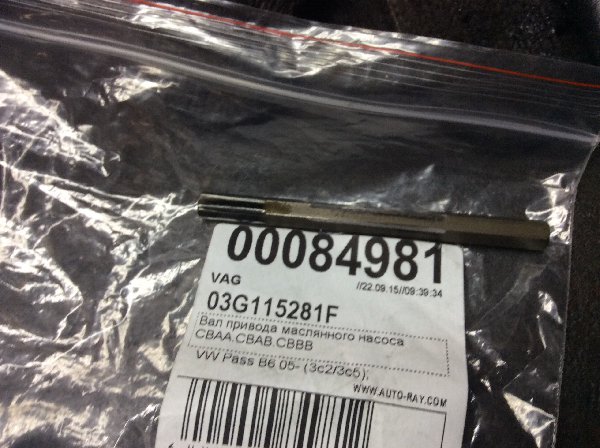 00084981
VAG //22.09.15//09:39:34
03G115281F
Вал привода маслянного насоса
CBAA,CBAB,CBBB
VW Pass B6 05- (3c2/3c5);
WWW.AUTO-RAY.COM